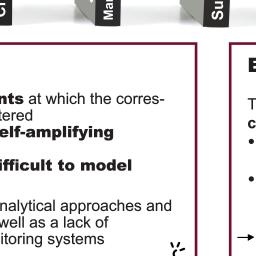 Ma
Su
nts at which the corres-
tered
elf-amplifying
ifficult to model
nalytical approaches and
well as a lack of
itoring systems